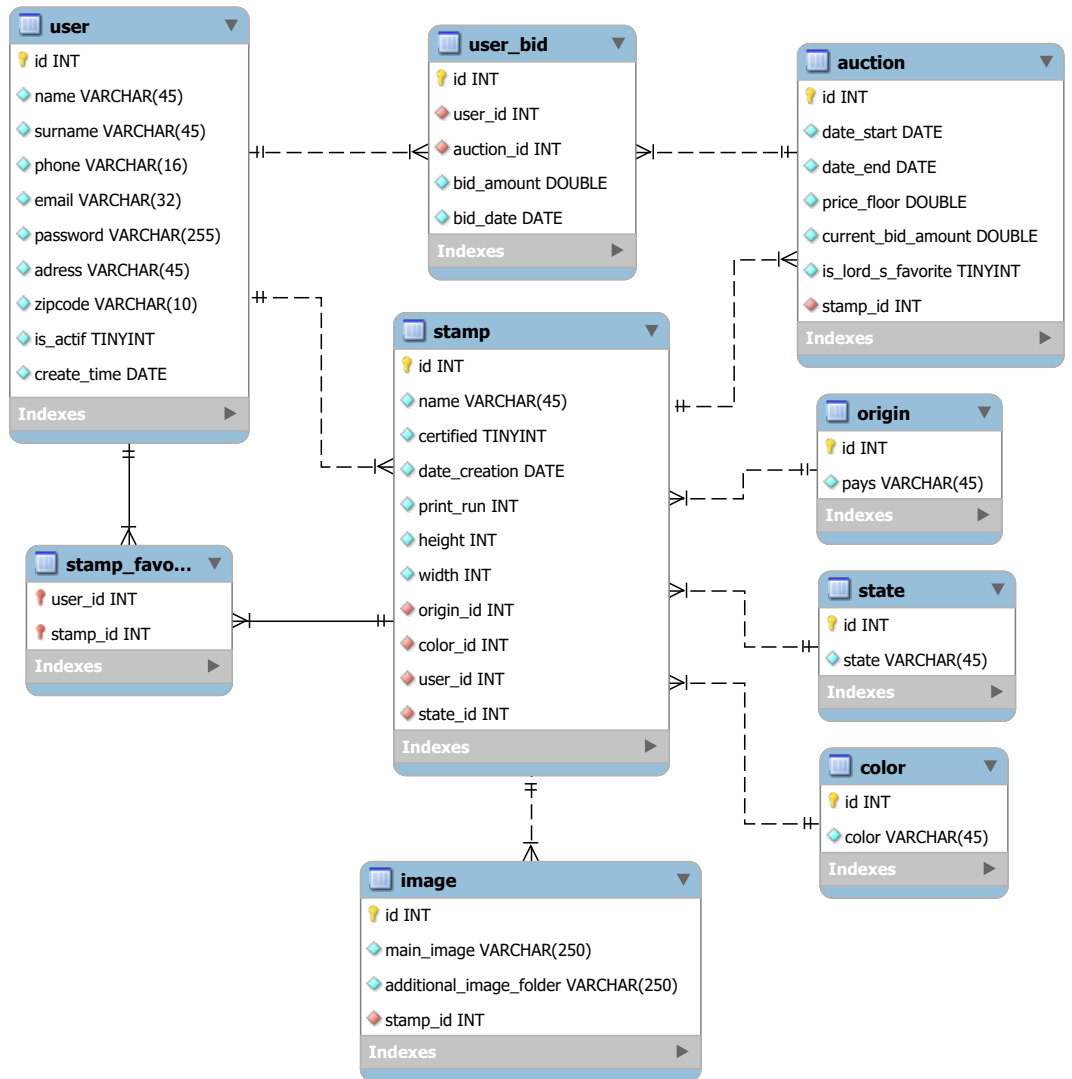 user
id INT
name VARCHAR(45)
surname VARCHAR(45)
phone VARCHAR(16)
email VARCHAR(32)
password VARCHAR(255)
adress VARCHAR(45)
zipcode VARCHAR(10)
is_actif TINYINT
create_time DATE
Indexes
user_bid
id INT
user_id INT
auction_id INT
bid_amount DOUBLE
bid_date DATE
Indexes
auction
id INT
date_start DATE
date_end DATE
price_floor DOUBLE
current_bid_amount DOUBLE
is_lord_s_favorite TINYINT
stamp_id INT
Indexes
stamp
id INT
name VARCHAR(45)
certified TINYINT
date_creation DATE
print_run INT
height INT
width INT
origin_id INT
color_id INT
user_id INT
state_id INT
Indexes
origin
id INT
pays VARCHAR(45)
Indexes
stamp_favo...
user_id INT
stamp_id INT
Indexes
state
id INT
state VARCHAR(45)
Indexes
color
id INT
color VARCHAR(45)
Indexes
image
id INT
main_image VARCHAR(250)
additional_image_folder VARCHAR(250)
stamp_id INT
Indexes